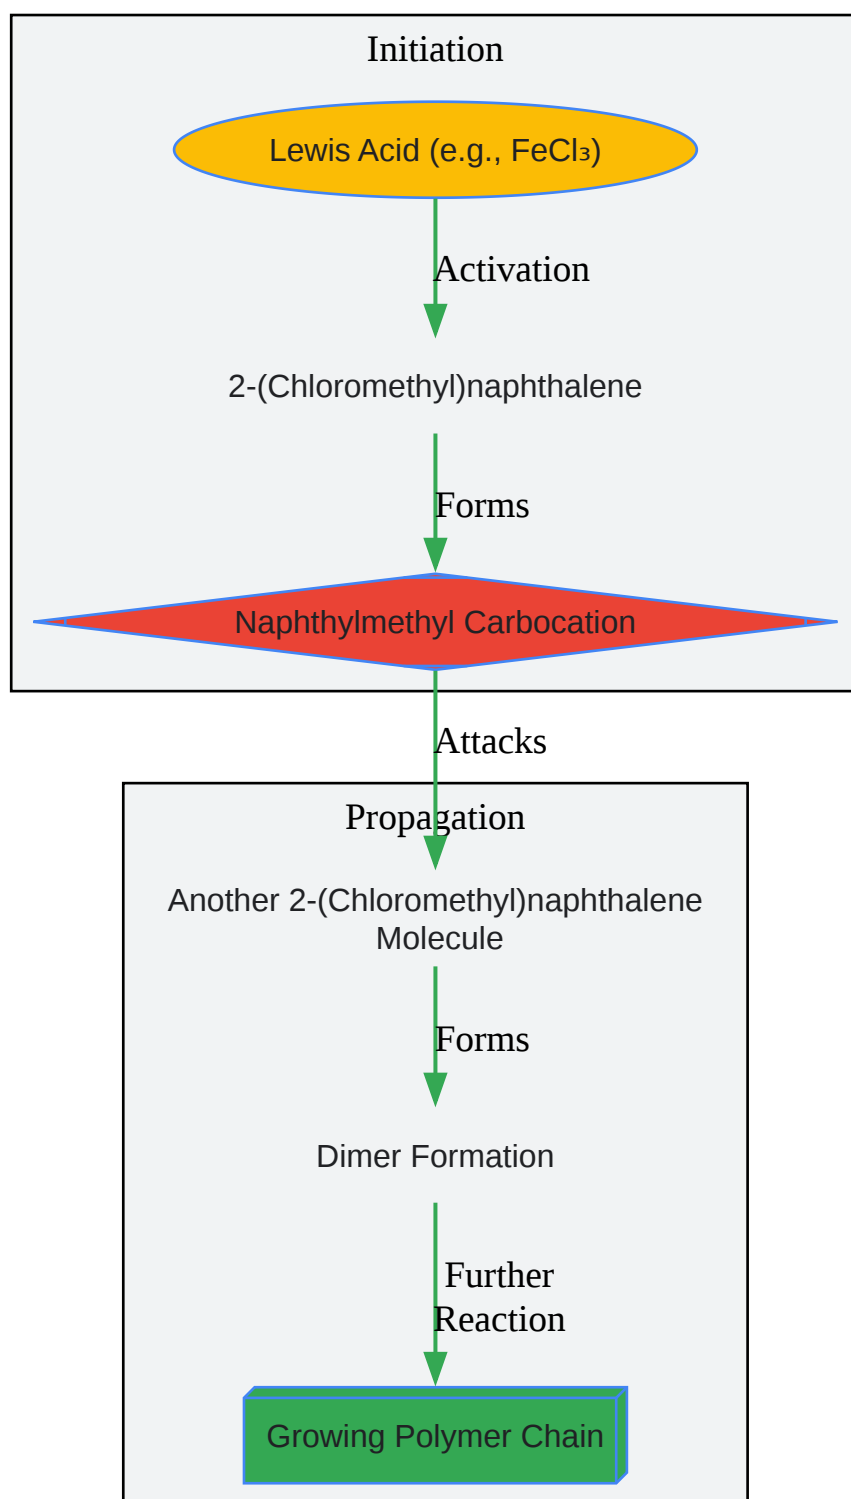 Initiation
Lewis Acid (e.g., FeCl₃)
Activation
2-(Chloromethyl)naphthalene
Forms
Naphthylmethyl Carbocation
Attacks
Propagation
Another 2-(Chloromethyl)naphthalene
Molecule
Forms
Dimer Formation
Further
Reaction
Growing Polymer Chain